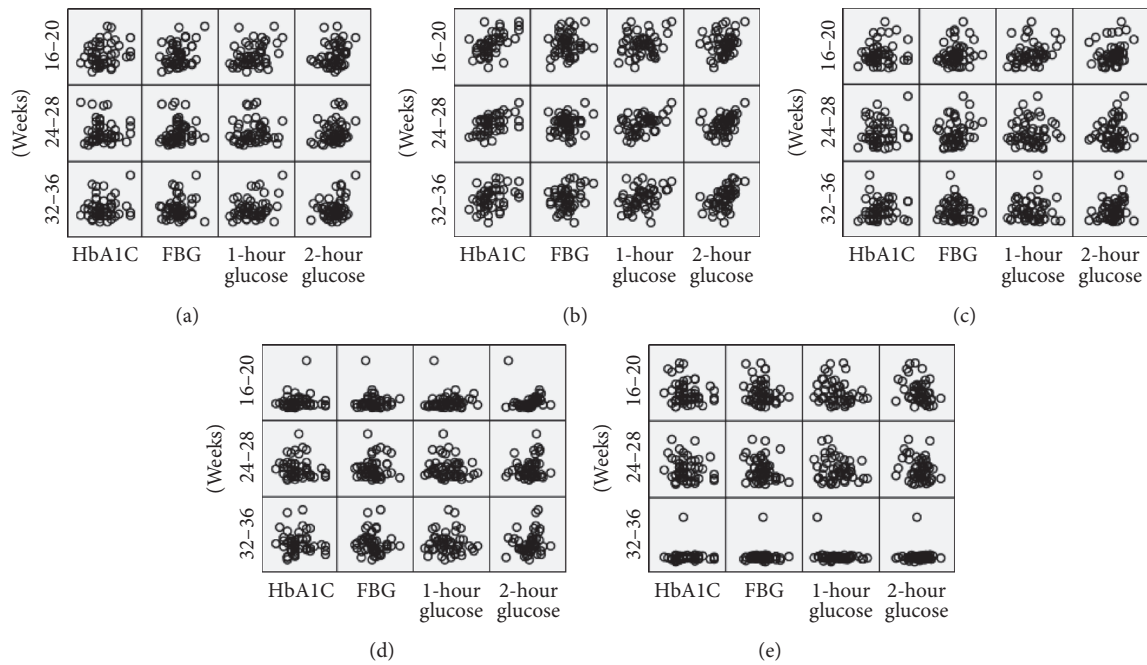 (Weeks)
16–20
24–28
32–36
HbA1C FBG 1-hour glucose 2-hour glucose
(a)
(Weeks)
16–20
24–28
32–36
HbA1C FBG 1-hour glucose 2-hour glucose
(b)
(Weeks)
16–20
24–28
32–36
HbA1C FBG 1-hour glucose 2-hour glucose
(c)
(Weeks)
16–20
24–28
32–36
HbA1C FBG 1-hour glucose 2-hour glucose
(d)
(Weeks)
16–20
24–28
32–36
HbA1C FBG 1-hour glucose 2-hour glucose
(e)